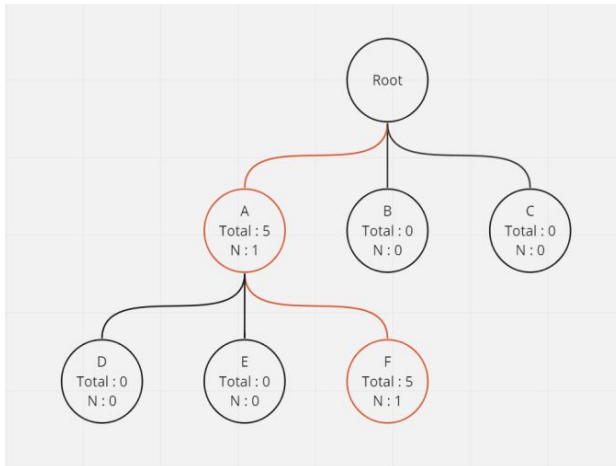 Root
A
Total : 5
N : 1
B
Total : 0
N : 0
C
Total : 0
N : 0
D
Total : 0
N : 0
E
Total : 0
N : 0
F
Total : 5
N : 1